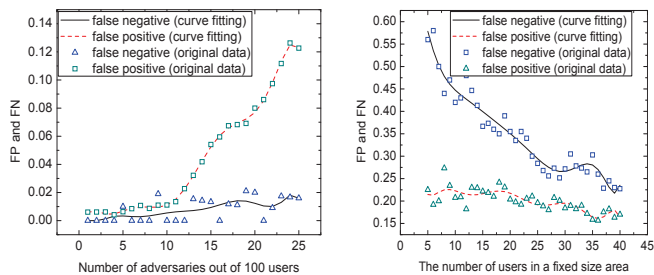 false negative (curve fitting)
false positive (curve fitting)
false negative (original data)
false positive (original data)
0.14
0.12
0.10
0.08
0.06
0.04
0.02
0.00
FP and FN
0 5 10 15 20 25
Number of adversaries out of 100 users
false negative (curve fitting)
false positive (curve fitting)
false negative (original data)
false positive (original data)
0.60
0.55
0.50
0.45
0.40
0.35
0.30
0.25
0.20
0.15
FP and FN
0 5 10 15 20 25 30 35 40
The number of users in a fixed size area